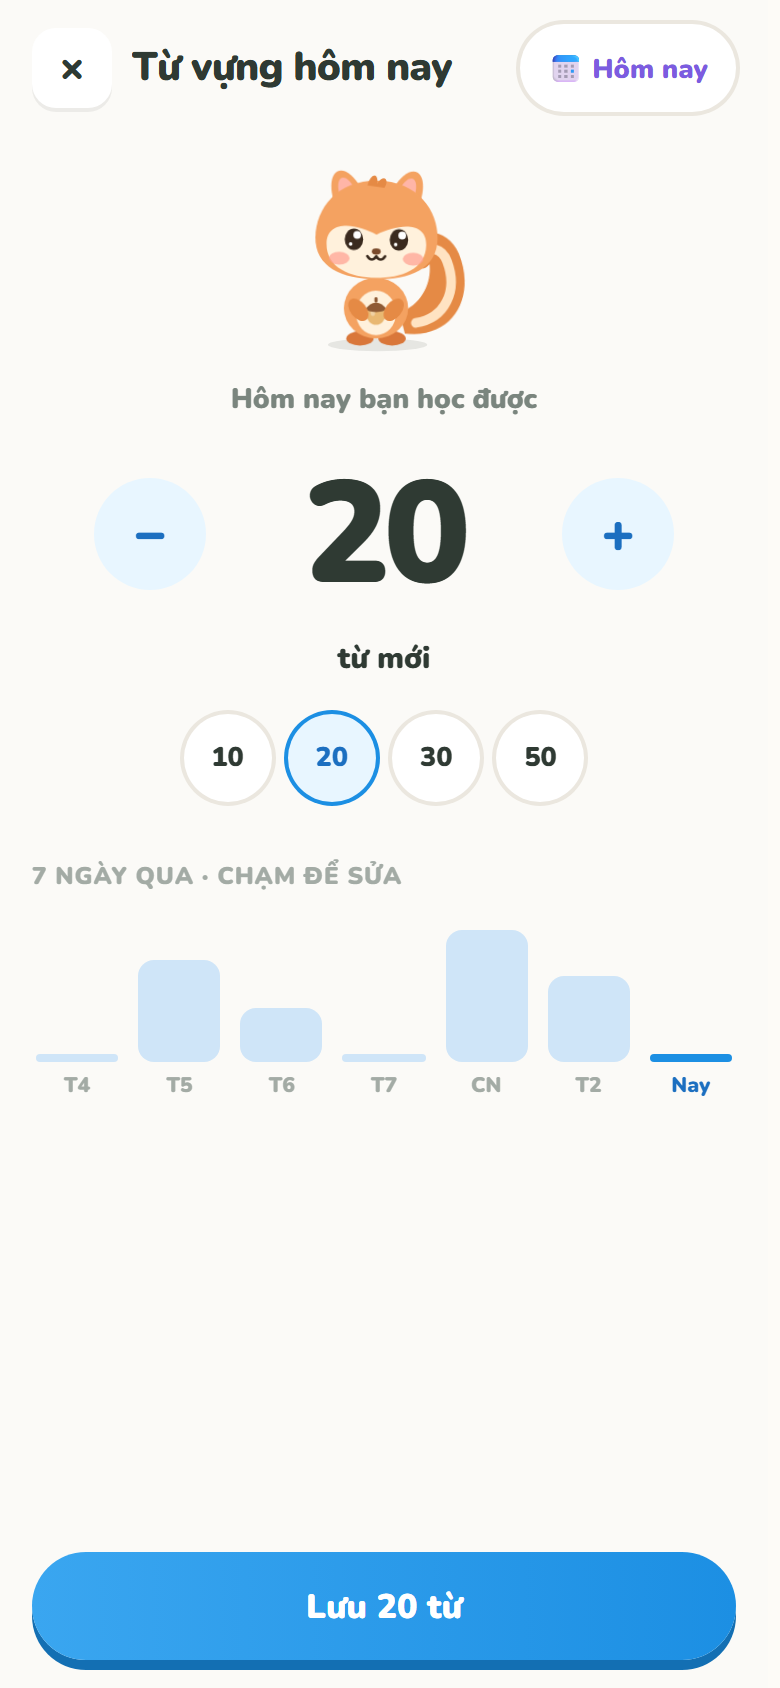 Từ vựng hôm nay
Hôm nay
Hôm nay bạn học được
− 20 +
từ mới
10 20 30 50
7 NGÀY QUA · CHẠM ĐỂ SỬA
T4 T5 T6 T7 CN T2 Nay
Lưu 20 từ